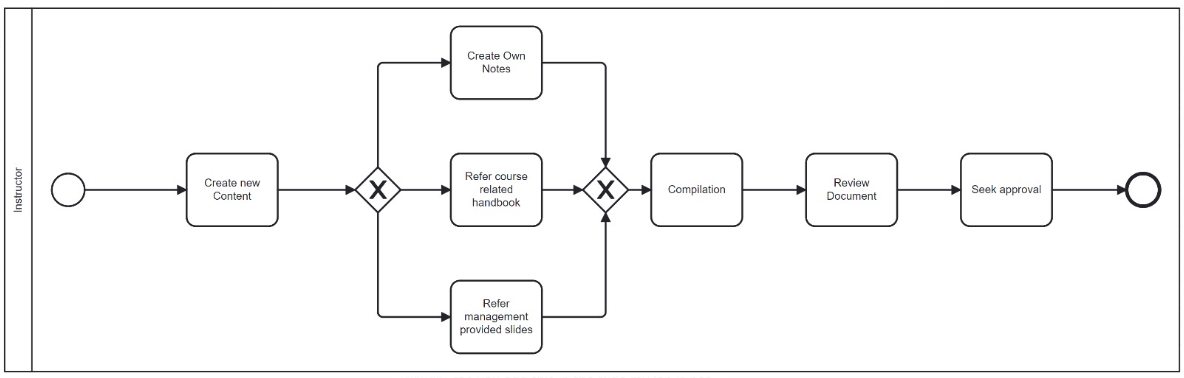 Instructor
Create new
Content
X
Create Own
Notes
Refer course
related
handbook
Refer
management
provided slides
X
Compilation
Review
Document
Seek approval